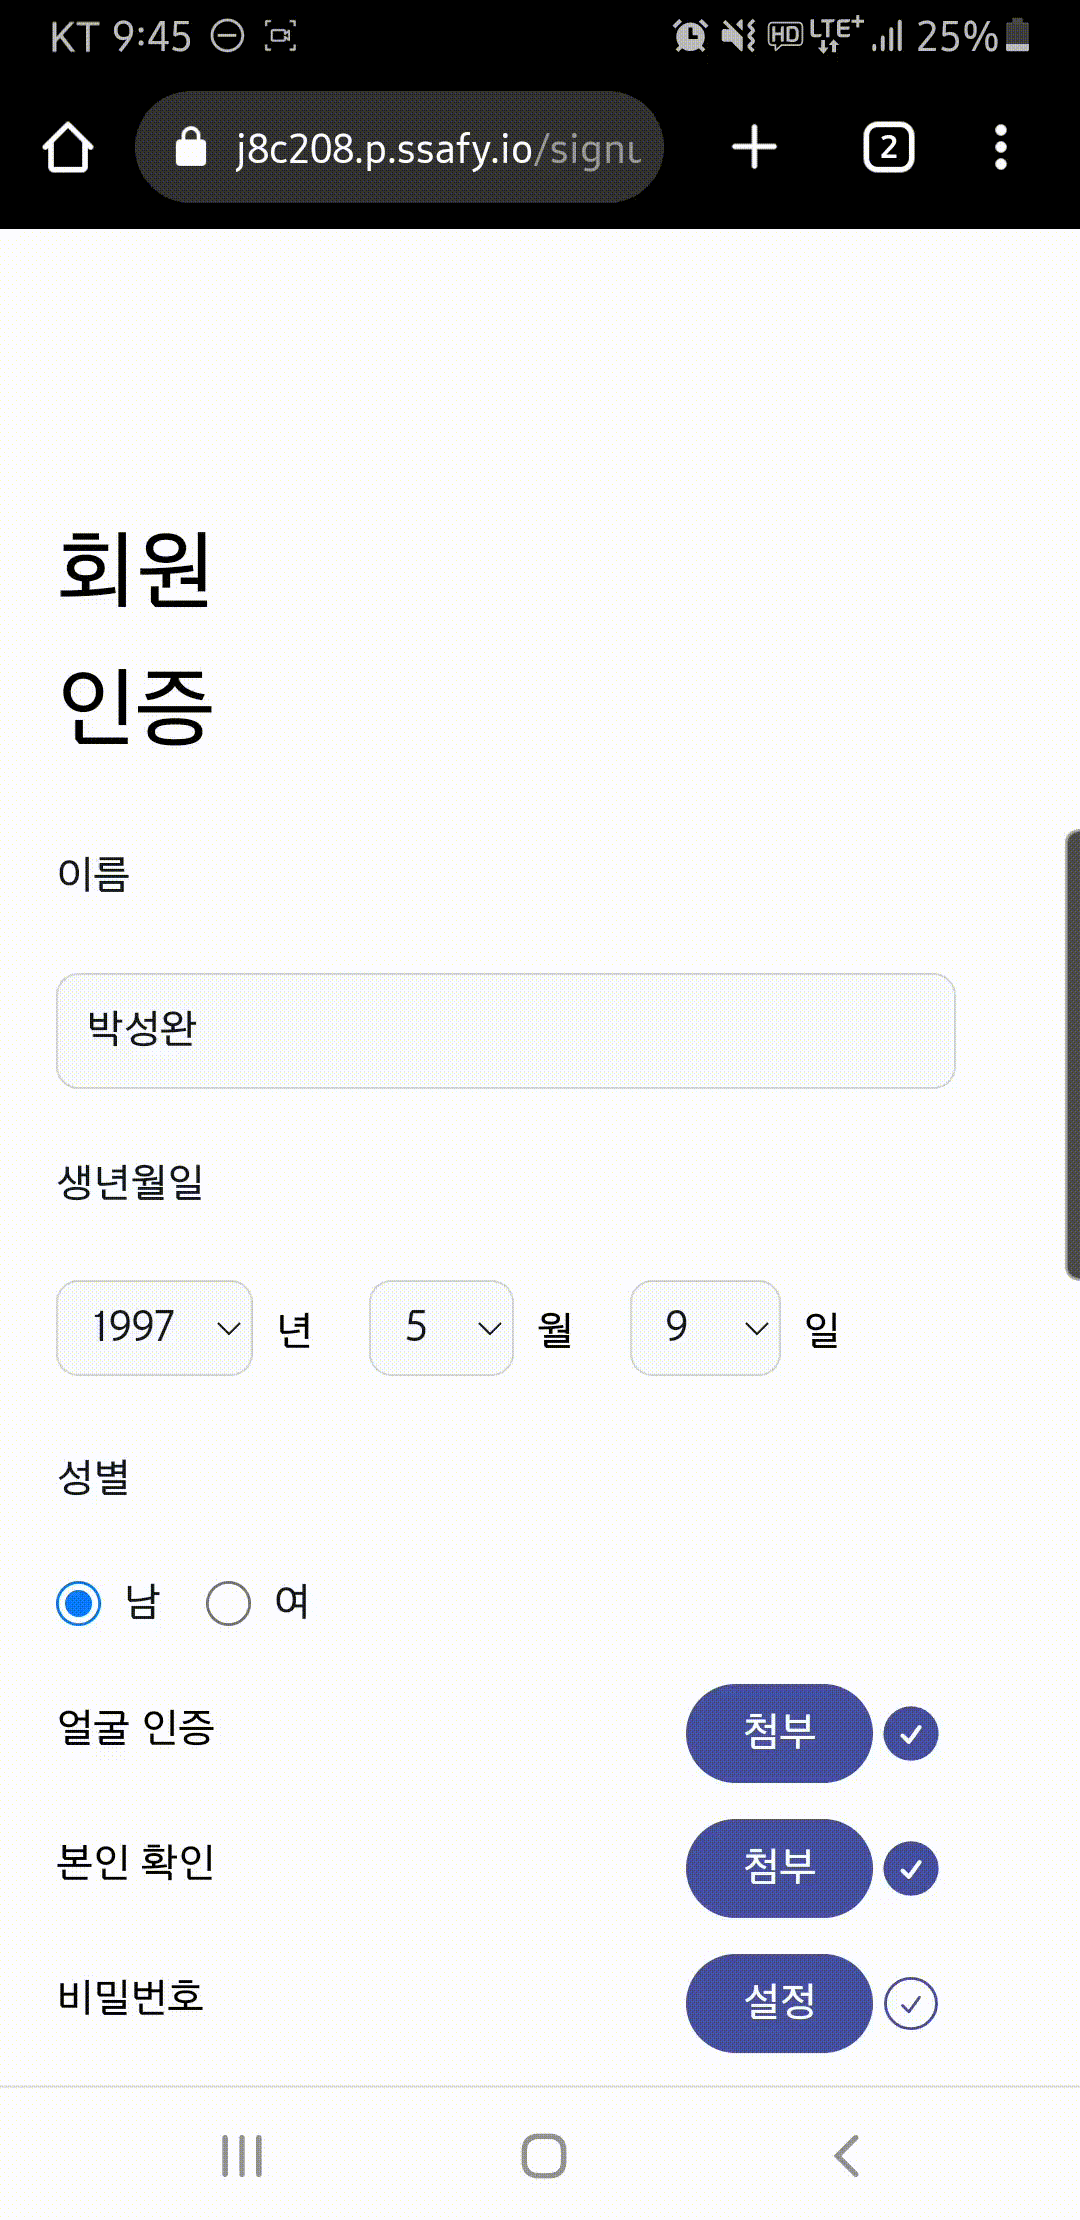 KT 9:45 HD LTE+ 25%
j8c208.p.ssafy.io/signu 2
회원
인증
이름
박성완
생년월일
1997 년 5 월 9 일
성별
남 여
얼굴 인증 첨부
본인 확인 첨부
비밀번호 설정